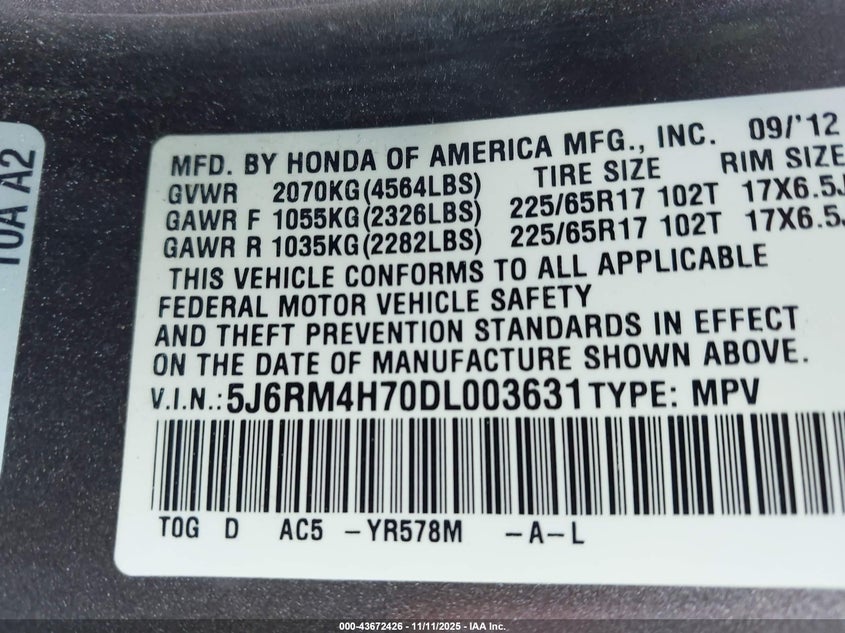 MFD. BY HONDA OF AMERICA MFG., INC. 09/'12
GVWR 2070KG(4564LBS) TIRE SIZE RIM SIZE
GAWR F 1055KG(2326LBS) 225/65R17 102T 17X6.5J
GAWR R 1035KG(2282LBS) 225/65R17 102T 17X6.5J
THIS VEHICLE CONFORMS TO ALL APPLICABLE
FEDERAL MOTOR VEHICLE SAFETY
AND THEFT PREVENTION STANDARDS IN EFFECT
ON THE DATE OF MANUFACTURE SHOWN ABOVE.
V.I.N.:5J6RM4H70DL003631 TYPE: MPV
T0G D AC5 -YR578M -A-L
T0A A2
000-43672426 - 11/11/2025 - IAA Inc.